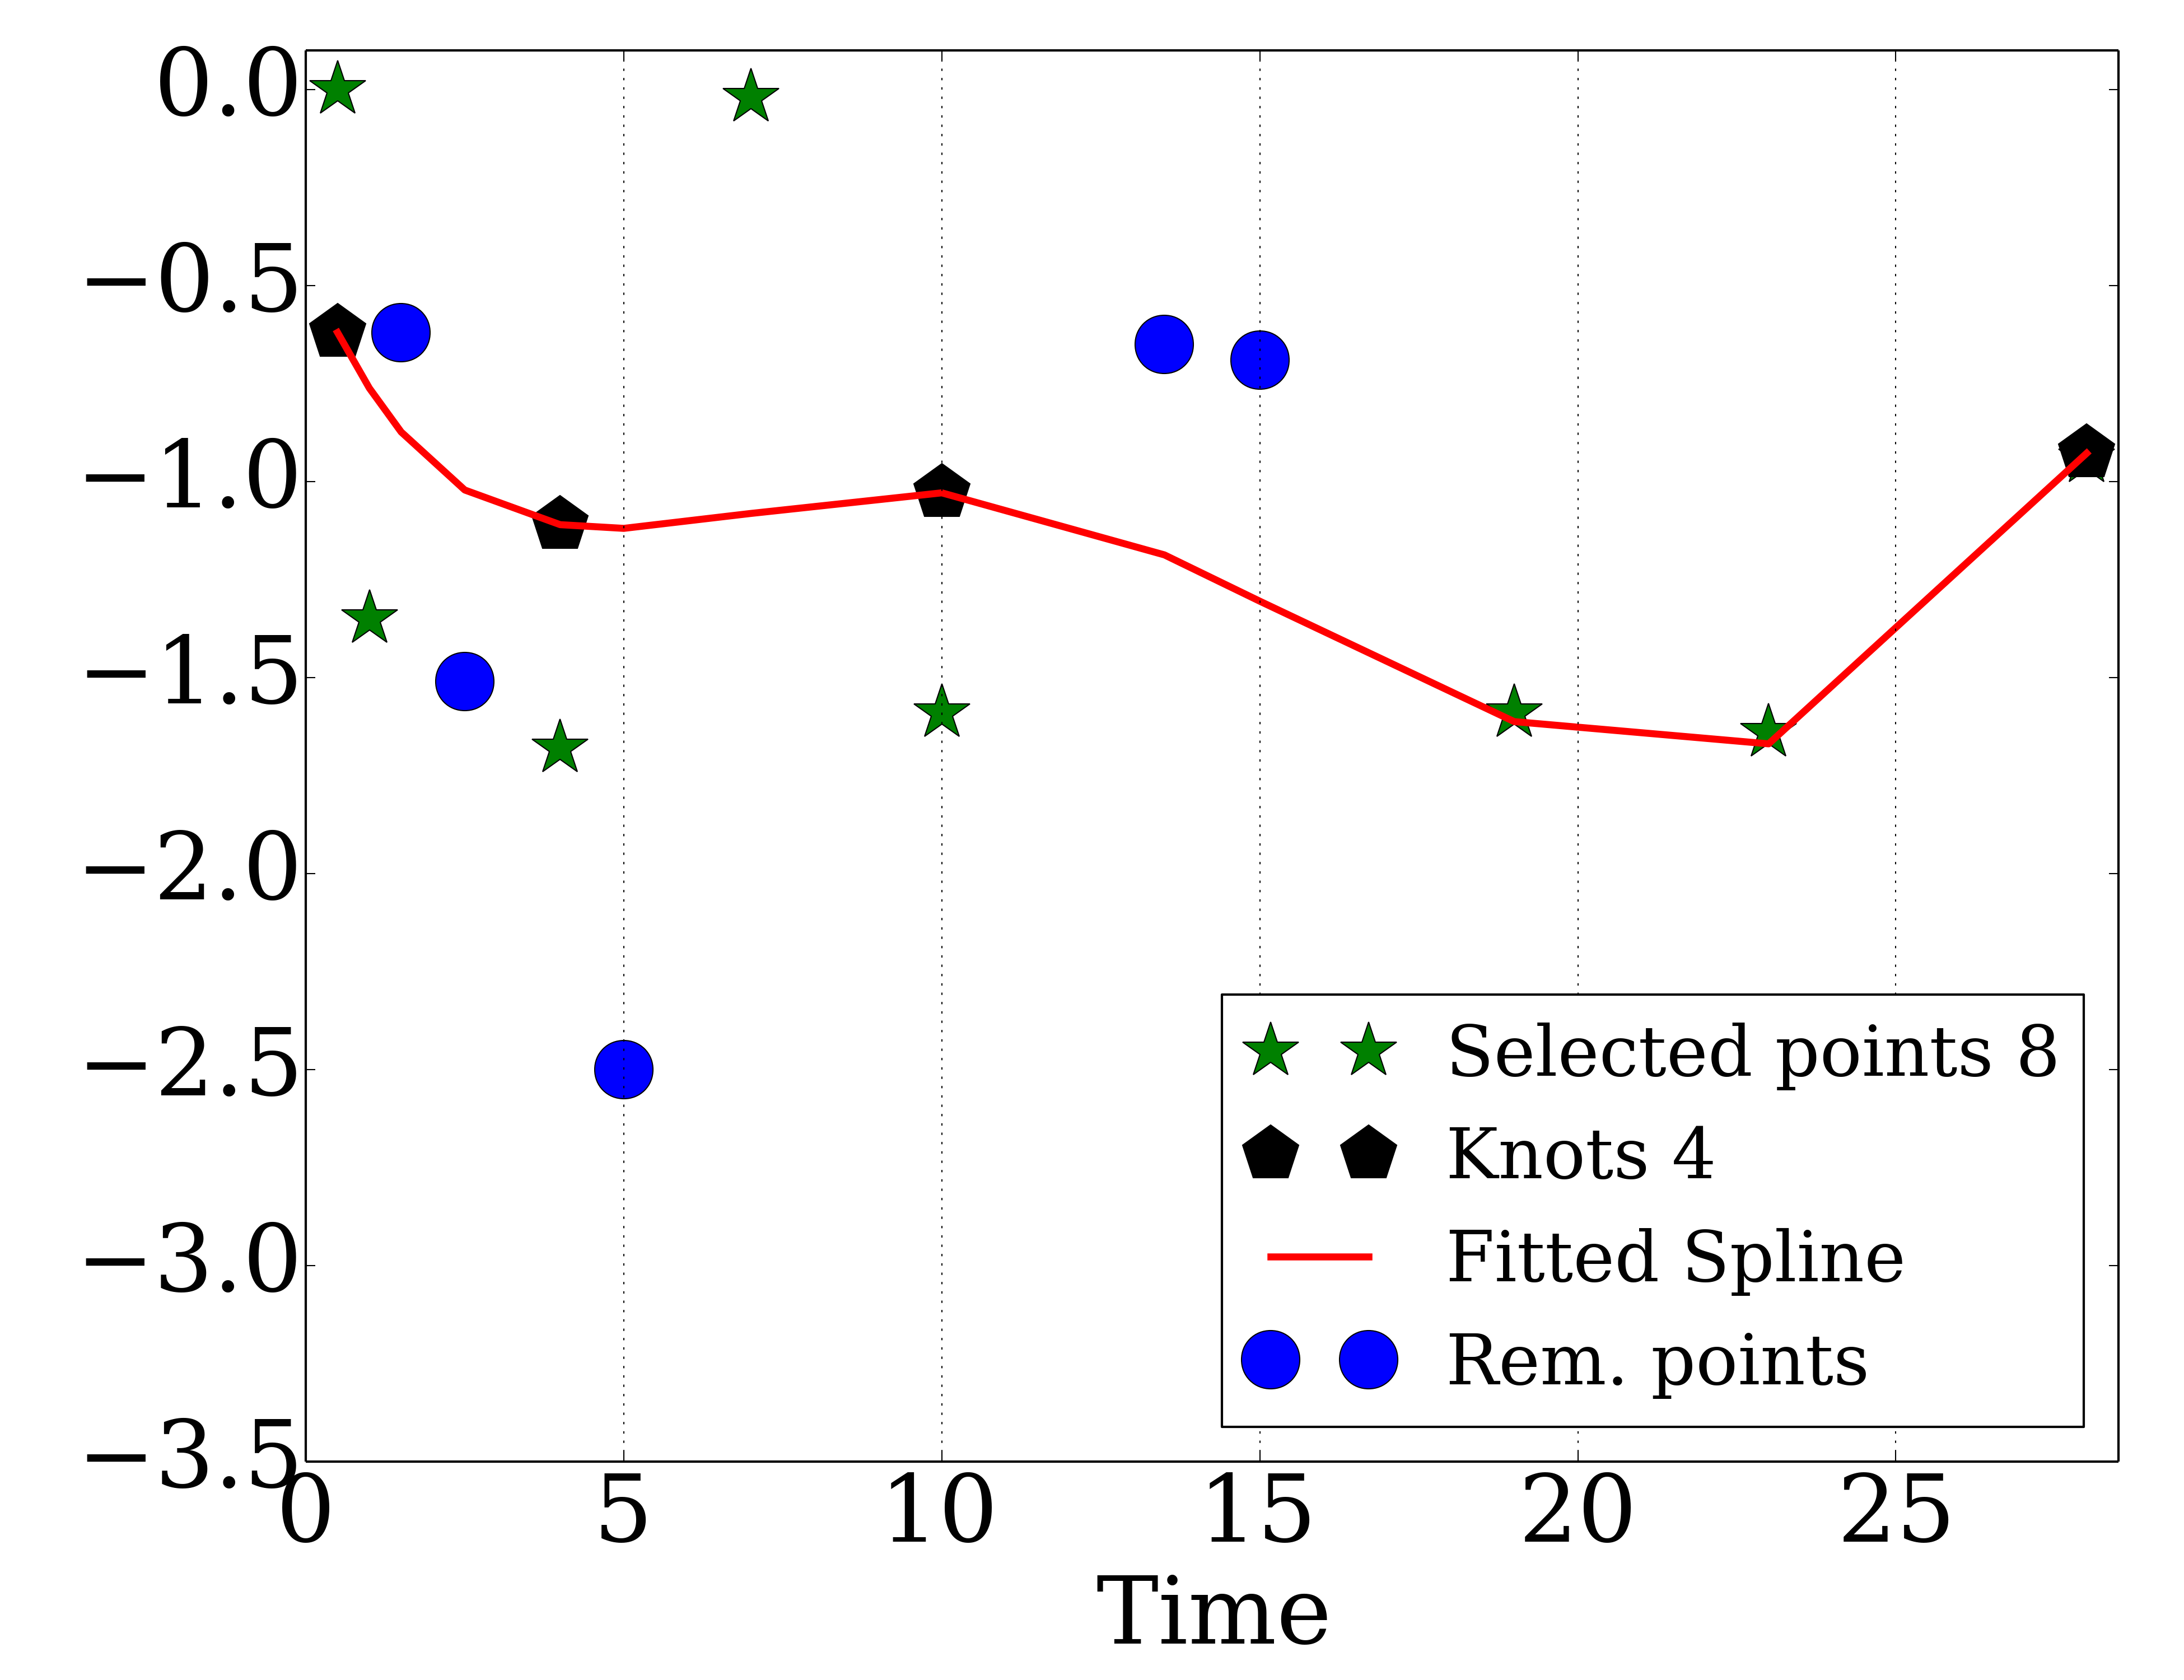 0.0
−0.5
−1.0
−1.5
−2.0
−2.5
−3.0
−3.5
0 5 10 15 20 25
Time
Selected points 8
Knots 4
Fitted Spline
Rem. points